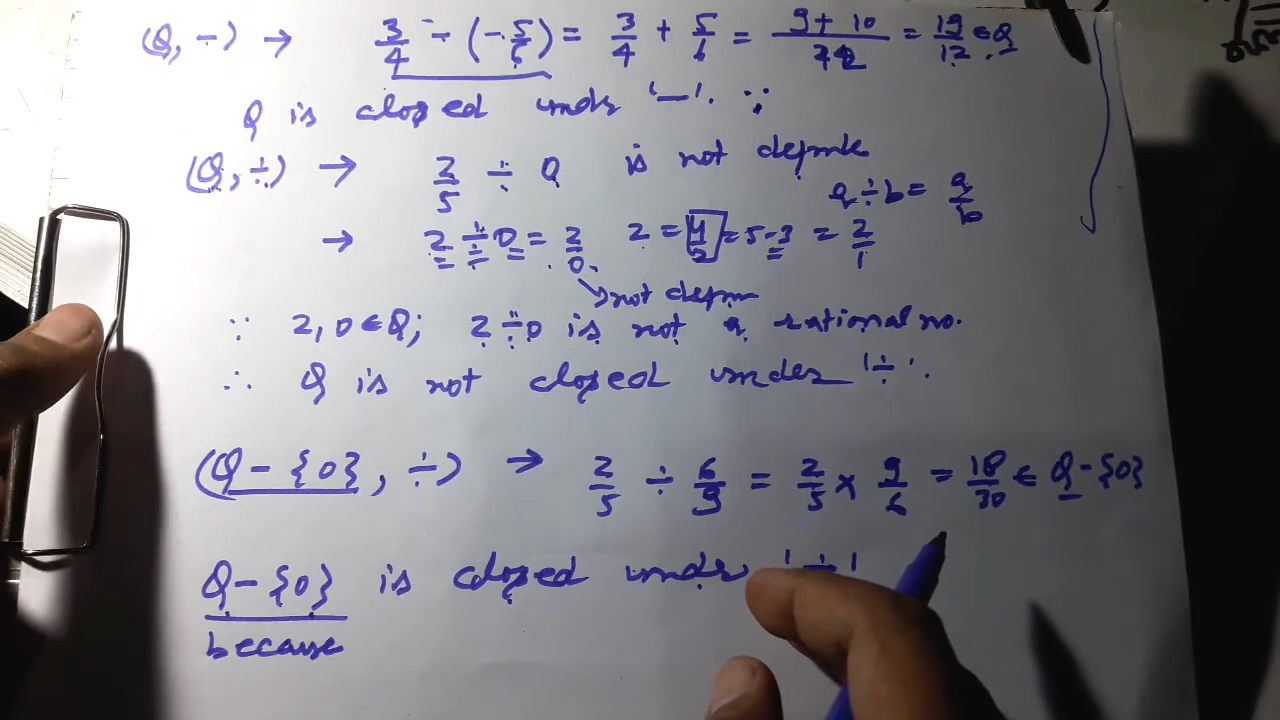 (Q, −) → 3/4 − (−5/6) = 3/4 + 5/6 = 9+10/12 = 19/12 ∈ Q
Q is closed under '−'. ∵
(Q, ÷) → 2/5 ÷ 0 is not define
a ÷ b = a/b
→ 2 ÷ 0 = 2/0. 2 = 4/2 = 5-3 = 2/1
not defin
∵ 2, 0 ∈ Q; 2 ÷ 0 is not a rational no.
∴ Q is not closed under '÷'.
(Q - {0}, ÷) → 2/5 ÷ 6/9 = 2/5 × 9/6 = 18/30 ∈ Q - {0}
Q - {0} is closed under '÷'
because